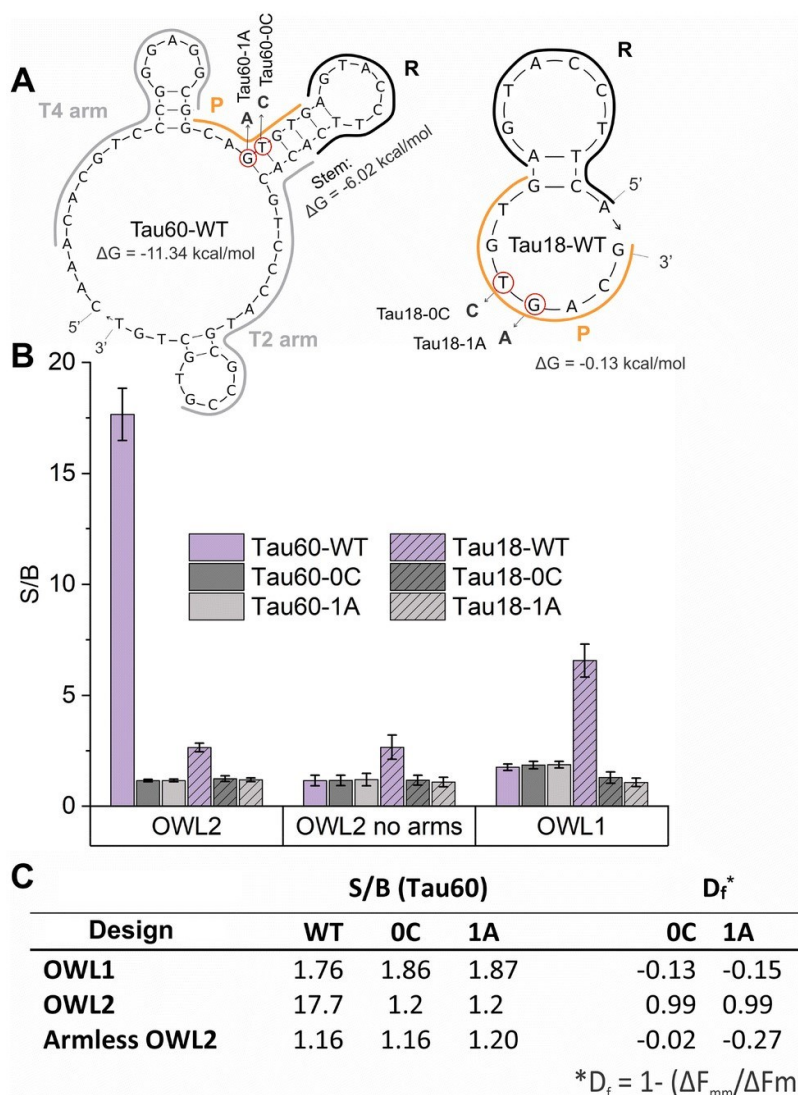 A
T4 arm
P
Tau60-1A
Tau60-0C
A
C
R
Stem:
ΔG = -6.02 kcal/mol
Tau60-WT
ΔG = -11.34 kcal/mol
5'
3'
T2 arm
R
5'
Tau18-WT
3'
Tau18-0C C
Tau18-1A A
P
ΔG = -0.13 kcal/mol
B
S/B
20
15
10
5
0
Tau60-WT Tau18-WT
Tau60-0C Tau18-0C
Tau60-1A Tau18-1A
OWL2 OWL2 no arms OWL1
C
S/B (Tau60) Df*
Design WT 0C 1A 0C 1A
OWL1 1.76 1.86 1.87 -0.13 -0.15
OWL2 17.7 1.2 1.2 0.99 0.99
Armless OWL2 1.16 1.16 1.20 -0.02 -0.27
*Df = 1- (ΔFmm/ΔFm